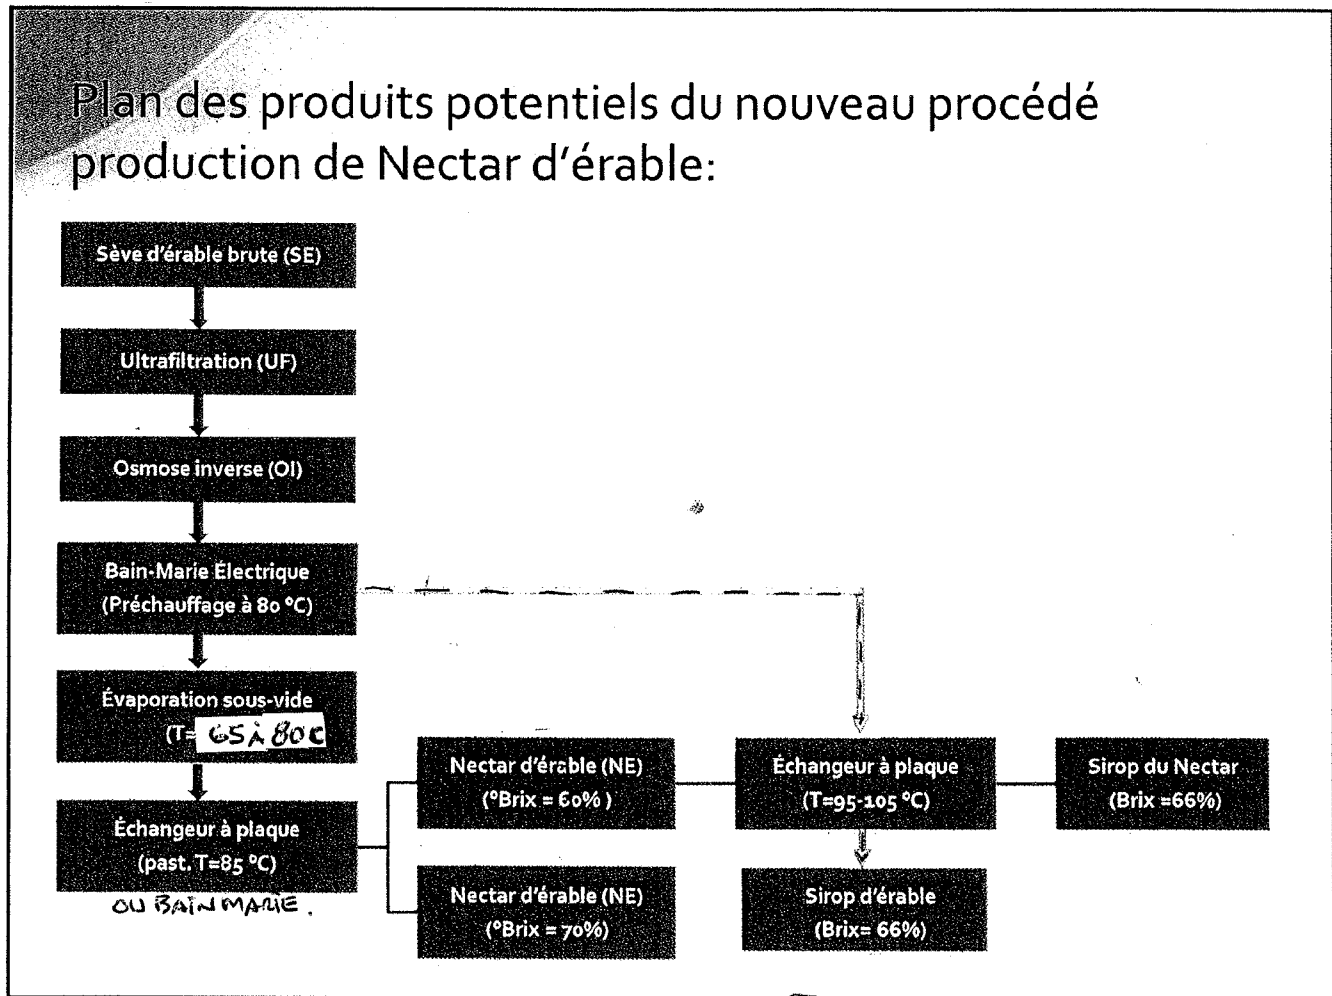 Plan des produits potentiels du nouveau procédé
production de Nectar d'érable:
Sève d'érable brute (SE)
Ultrafiltration (UF)
Osmose inverse (OI)
Bain-Marie Électrique
(Préchauffage à 80 °C)
Évaporation sous-vide
(T= 65 À 80 C
Échangeur à plaque
(past. T=85 °C)
OU BAIN MARIE.
Nectar d'érable (NE)
(°Brix = 60% )
Nectar d'érable (NE)
(°Brix = 70%)
Échangeur à plaque
(T=95-105 °C)
Sirop d'érable
(Brix= 66%)
Sirop du Nectar
(Brix =66%)